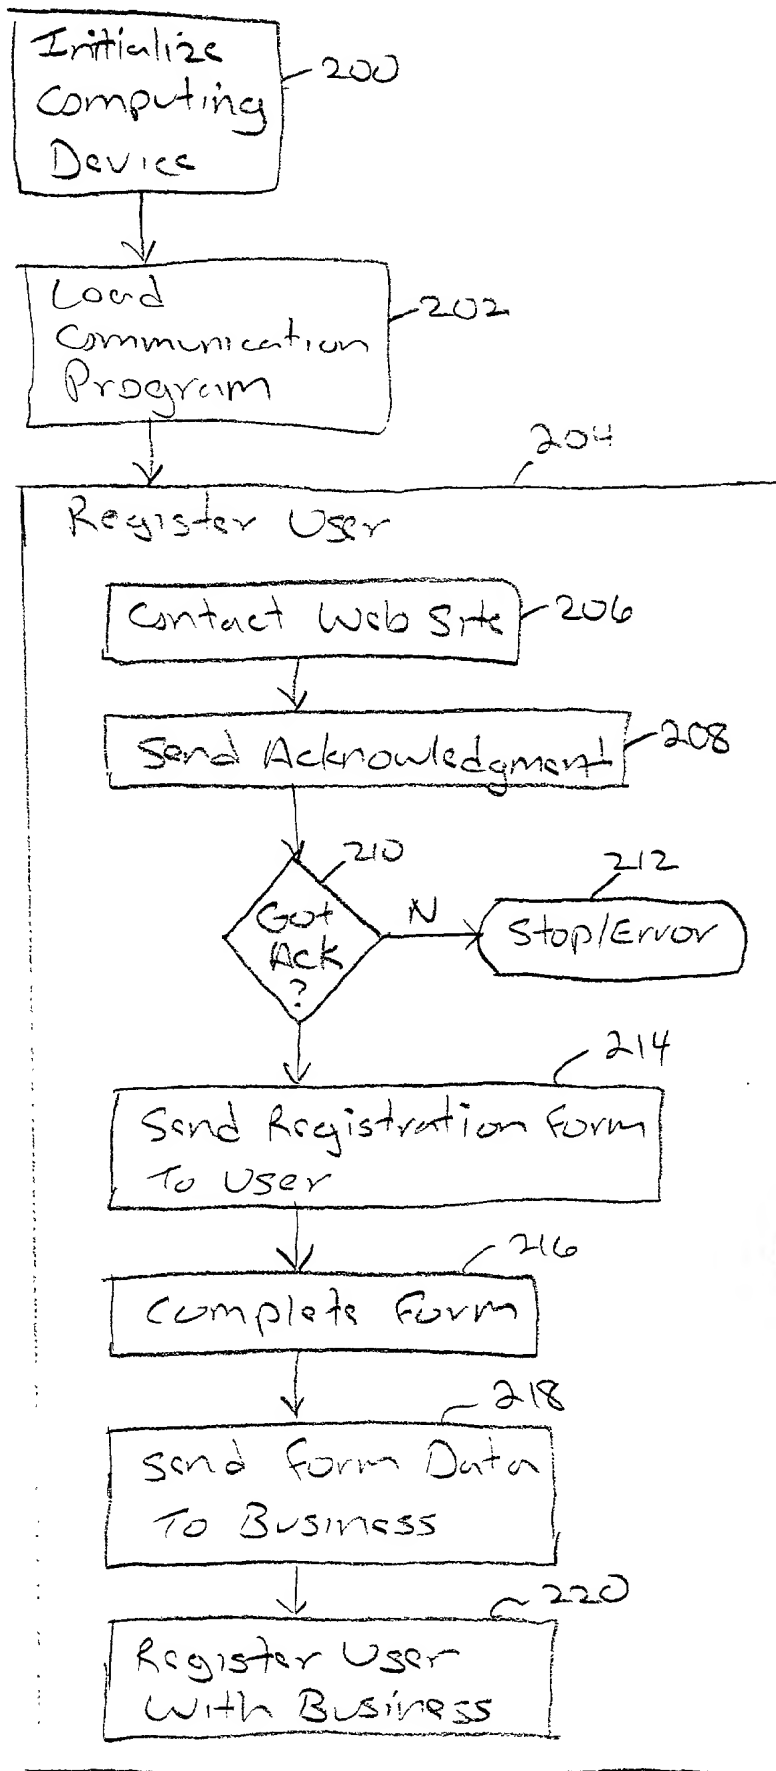 Initialize
Computing
Device
200
Load
Communication
Program
202
204
Register User
Contact Web Site
206
Send Acknowledgment
208
210
Got
Ack
?
N
212
Stop/Error
214
Send Registration Form
To User
216
Complete Form
218
Send Form Data
To Business
220
Register User
With Business